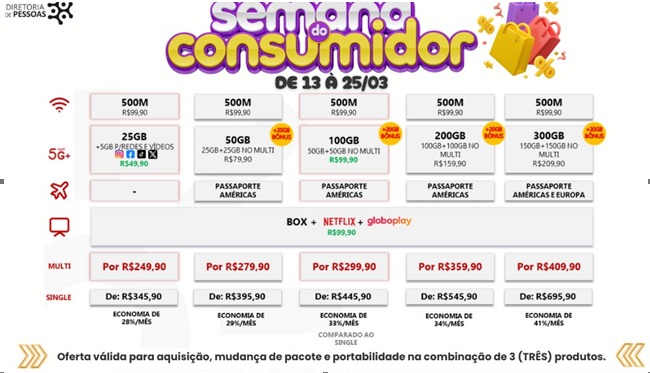 DIRETORIA
DE PESSOAS
semana
do
consumidor
DE 13 À 25/03
500M
R$99,90
500M
R$99,90
500M
R$99,90
500M
R$99,90
500M
R$99,90
5G+
25GB
+5GB P/REDES E VÍDEOS
R$49,90
+20GB
BÔNUS
50GB
25GB+25GB NO MULTI
R$79,90
+20GB
BÔNUS
100GB
50GB+50GB NO MULTI
R$99,90
+20GB
BÔNUS
200GB
100GB+100GB NO
MULTI
R$159,90
+20GB
BÔNUS
300GB
150GB+150GB NO
MULTI
R$209,90
-
PASSAPORTE
AMÉRICAS
PASSAPORTE
AMÉRICAS
PASSAPORTE
AMÉRICAS
PASSAPORTE
AMÉRICAS E EUROPA
BOX + NETFLIX + globoplay
R$99,90
MULTI
Por R$249,90
Por R$279,90
Por R$299,90
Por R$359,90
Por R$409,90
SINGLE
De: R$345,90
De: R$395,90
De: R$445,90
De: R$545,90
De: R$695,90
ECONOMIA DE
28%/MÊS
ECONOMIA DE
29%/MÊS
ECONOMIA DE
33%/MÊS
COMPARADO AO
SINGLE
ECONOMIA DE
34%/MÊS
ECONOMIA DE
41%/MÊS
Oferta válida para aquisição, mudança de pacote e portabilidade na combinação de 3 (TRÊS) produtos.